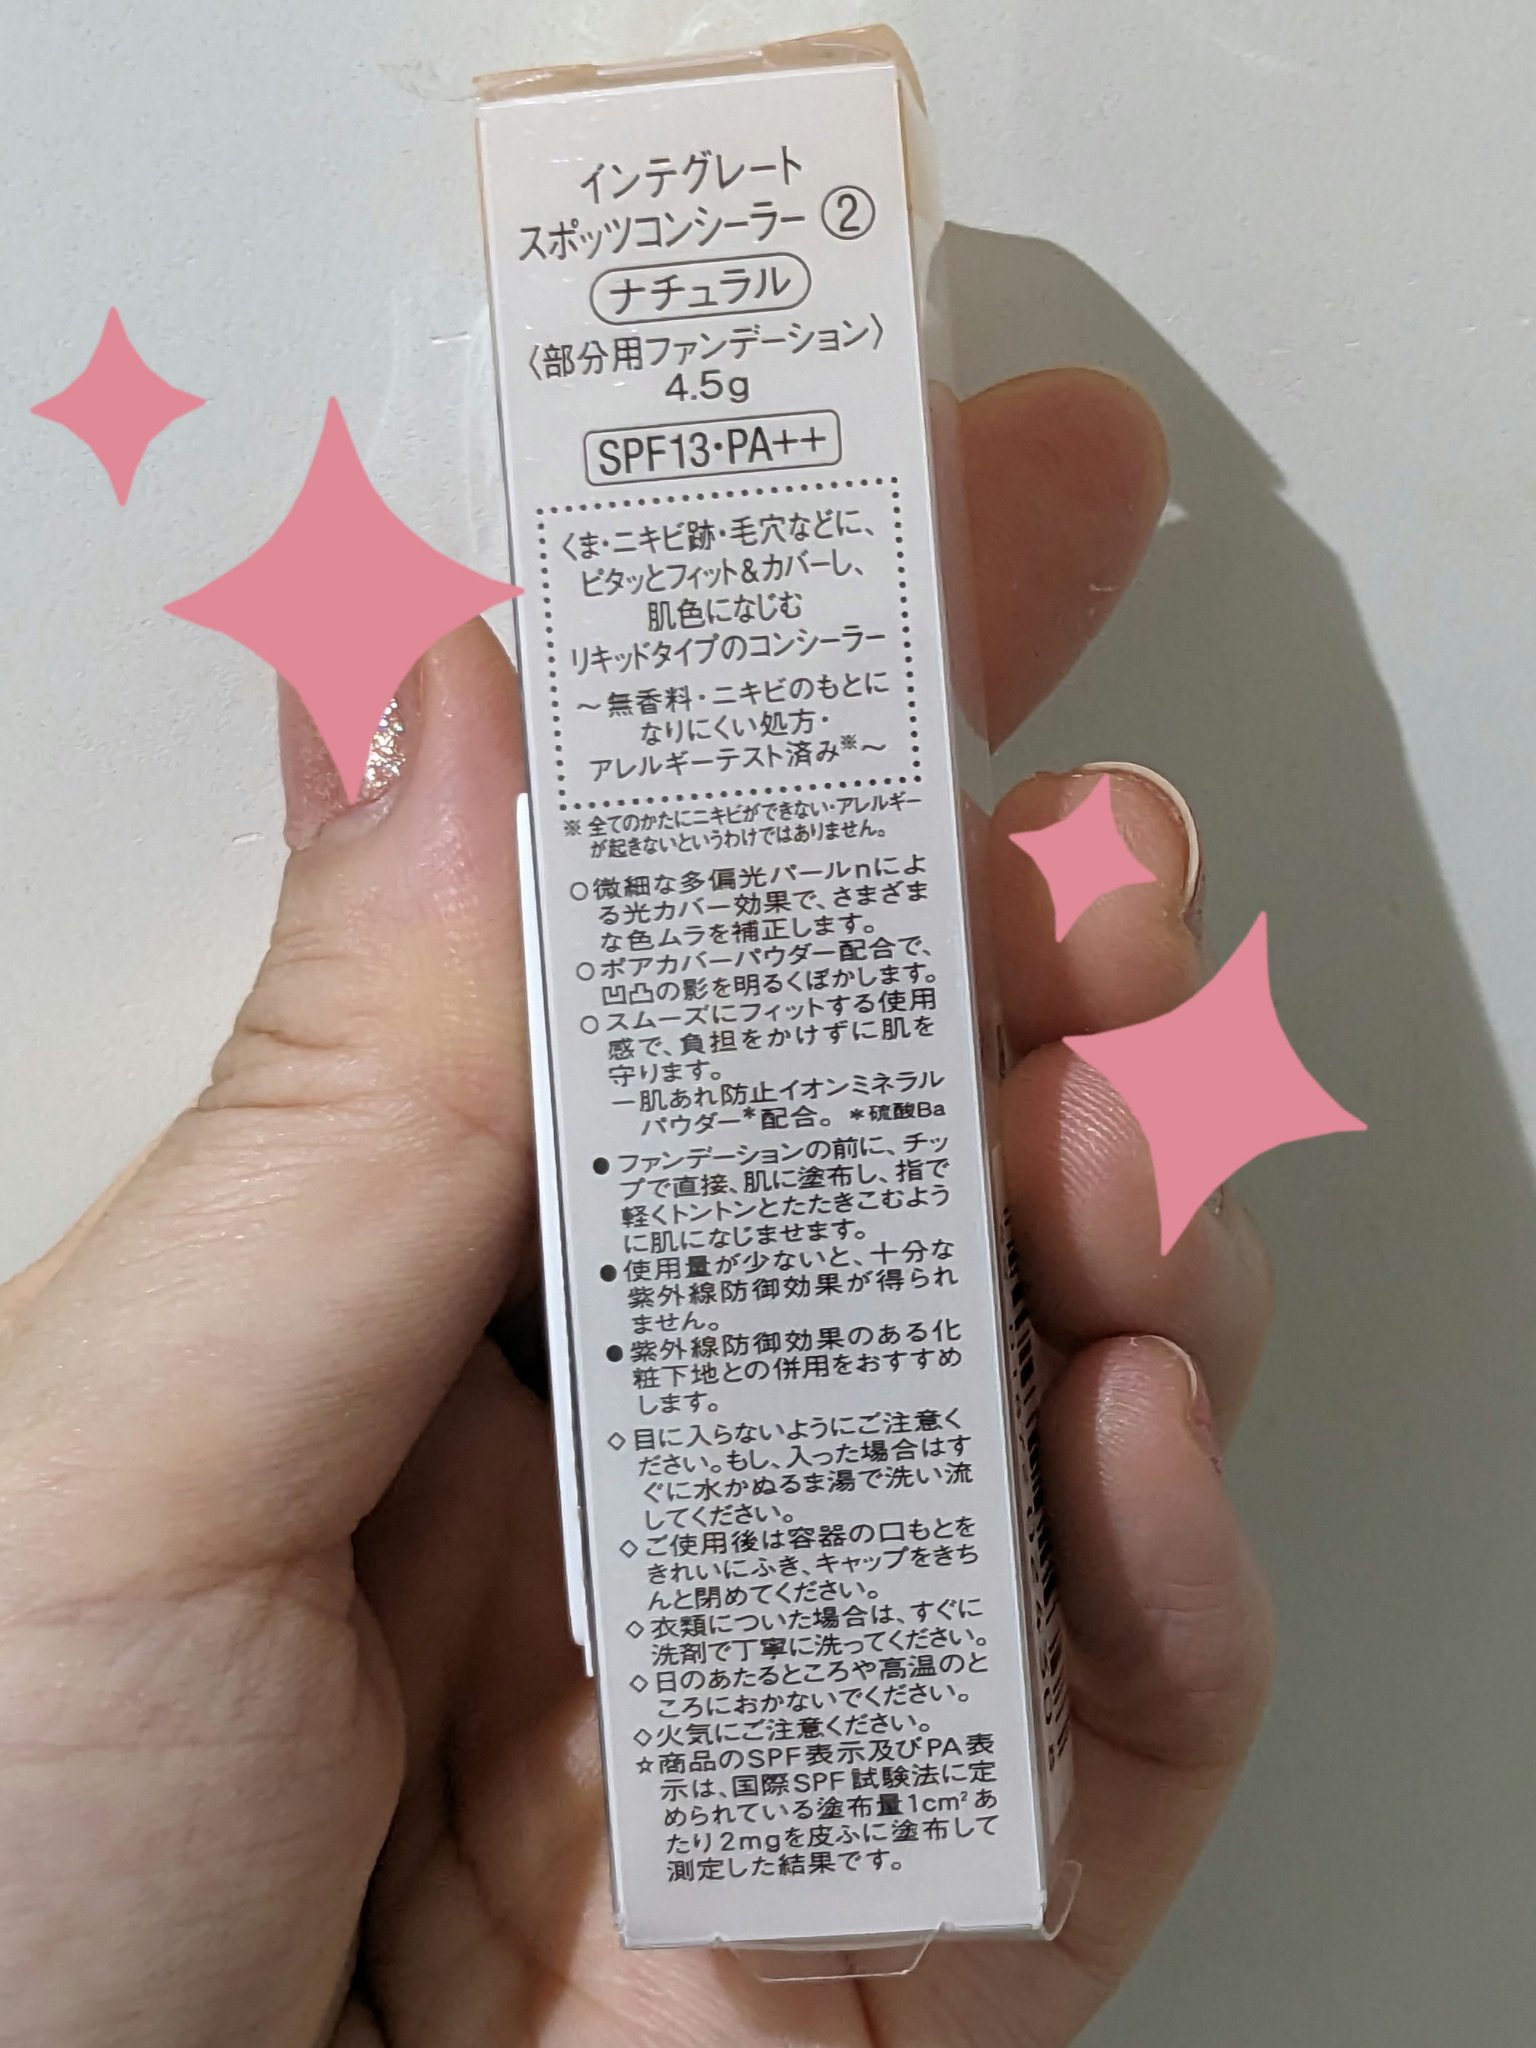 インテグレート
スポッツコンシーラー ②
ナチュラル
〈部分用ファンデーション〉
4.5g
SPF13・PA++
くま・ニキビ跡・毛穴などに、
ピタッとフィット&カバーし、
肌色になじむ
リキッドタイプのコンシーラー
～無香料・ニキビのもとに
なりにくい処方・
アレルギーテスト済み※～
※全てのかたにニキビができない・アレルギー
が起きないというわけではありません。
○微細な多偏光パールnによ
る光カバー効果で、さまざま
な色ムラを補正します。
○ポアカバーパウダー配合で、
凹凸の影を明るくぼかします。
○スムーズにフィットする使用
感で、負担をかけずに肌を
守ります。
ー肌あれ防止イオンミネラル
パウダー*配合。 *硫酸Ba
●ファンデーションの前に、チッ
プで直接、肌に塗布し、指で
軽くトントンとたたきこむよう
に肌になじませます。
●使用量が少ないと、十分な
紫外線防御効果が得られ
ません。
●紫外線防御効果のある化
粧下地との併用をおすすめ
します。
◇目に入らないようにご注意く
ださい。もし、入った場合はす
ぐに水かぬるま湯で洗い流
してください。
◇ご使用後は容器の口もとを
きれいにふき、キャップをきち
んと閉めてください。
◇衣類についた場合は、すぐに
洗剤で丁寧に洗ってください。
◇日のあたるところや高温のと
ころにおかないでください。
◇火気にご注意ください。
☆商品のSPF表示及びPA表
示は、国際SPF試験法に定
められている塗布量1cm²あ
たり2mgを皮ふに塗布して
測定した結果です。